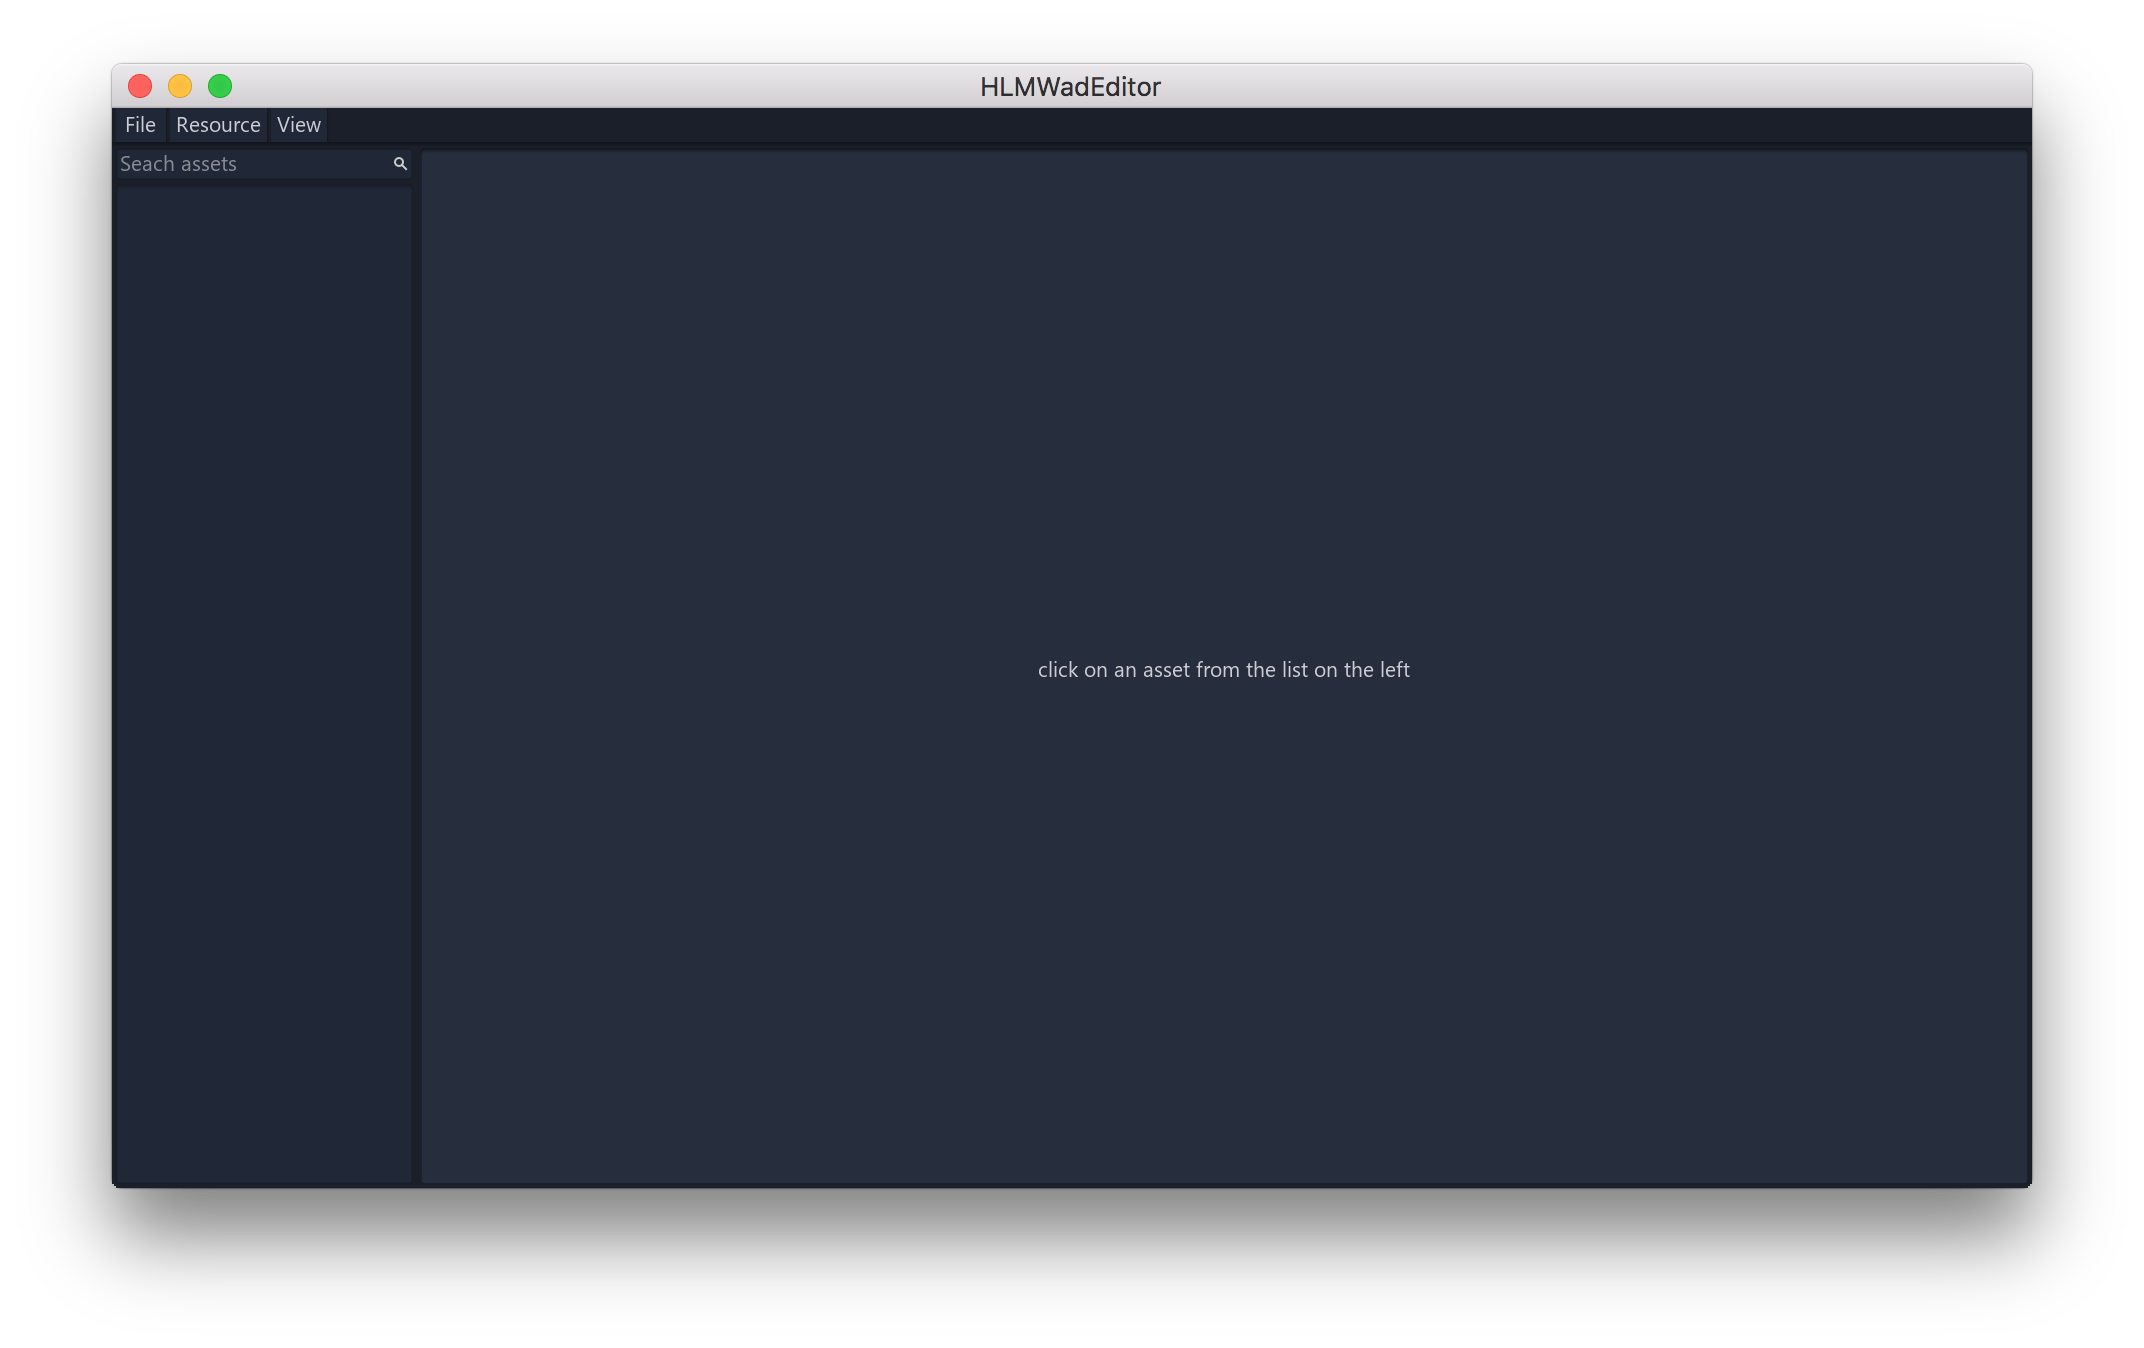 HLMWadEditor
File Resource View
Seach assets
click on an asset from the list on the left